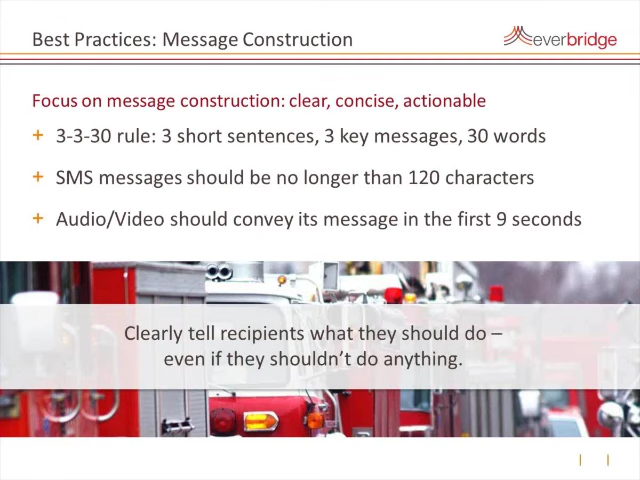 Best Practices: Message Construction
everbridge
Focus on message construction: clear, concise, actionable
+ 3-3-30 rule: 3 short sentences, 3 key messages, 30 words
+ SMS messages should be no longer than 120 characters
+ Audio/Video should convey its message in the first 9 seconds
Clearly tell recipients what they should do –
even if they shouldn't do anything.